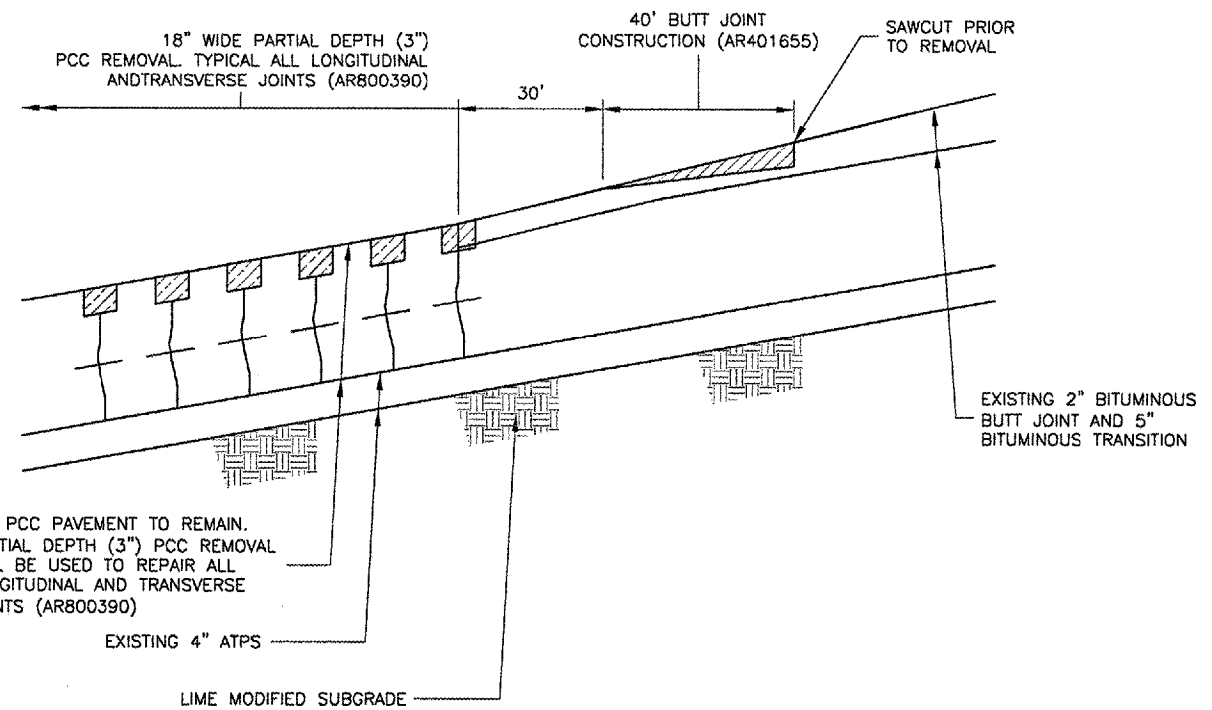 18" WIDE PARTIAL DEPTH (3")
PCC REMOVAL. TYPICAL ALL LONGITUDINAL
ANDTRANSVERSE JOINTS (AR800390)
40' BUTT JOINT
CONSTRUCTION (AR401655)
SAWCUT PRIOR
TO REMOVAL
30'
EXISTING 2" BITUMINOUS
BUTT JOINT AND 5"
BITUMINOUS TRANSITION
PCC PAVEMENT TO REMAIN.
TIAL DEPTH (3") PCC REMOVAL
L BE USED TO REPAIR ALL
GITUDINAL AND TRANSVERSE
NTS (AR800390)
EXISTING 4" ATPS
LIME MODIFIED SUBGRADE